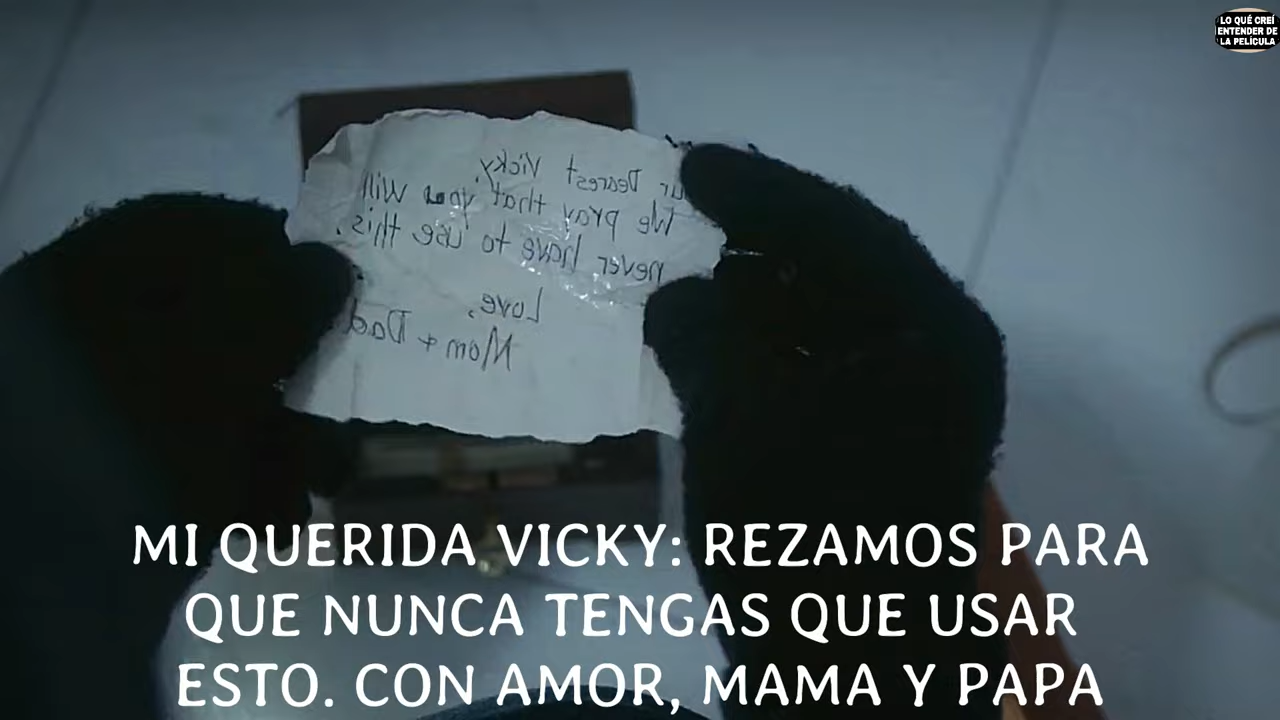 LO QUÉ CREÍ
ENTENDER DE
LA PELÍCULA
ur Dearest Vicky,
We pray that you will
never have to use this.
Love,
Mom + Dad
MI QUERIDA VICKY: REZAMOS PARA
QUE NUNCA TENGAS QUE USAR
ESTO. CON AMOR, MAMA Y PAPA